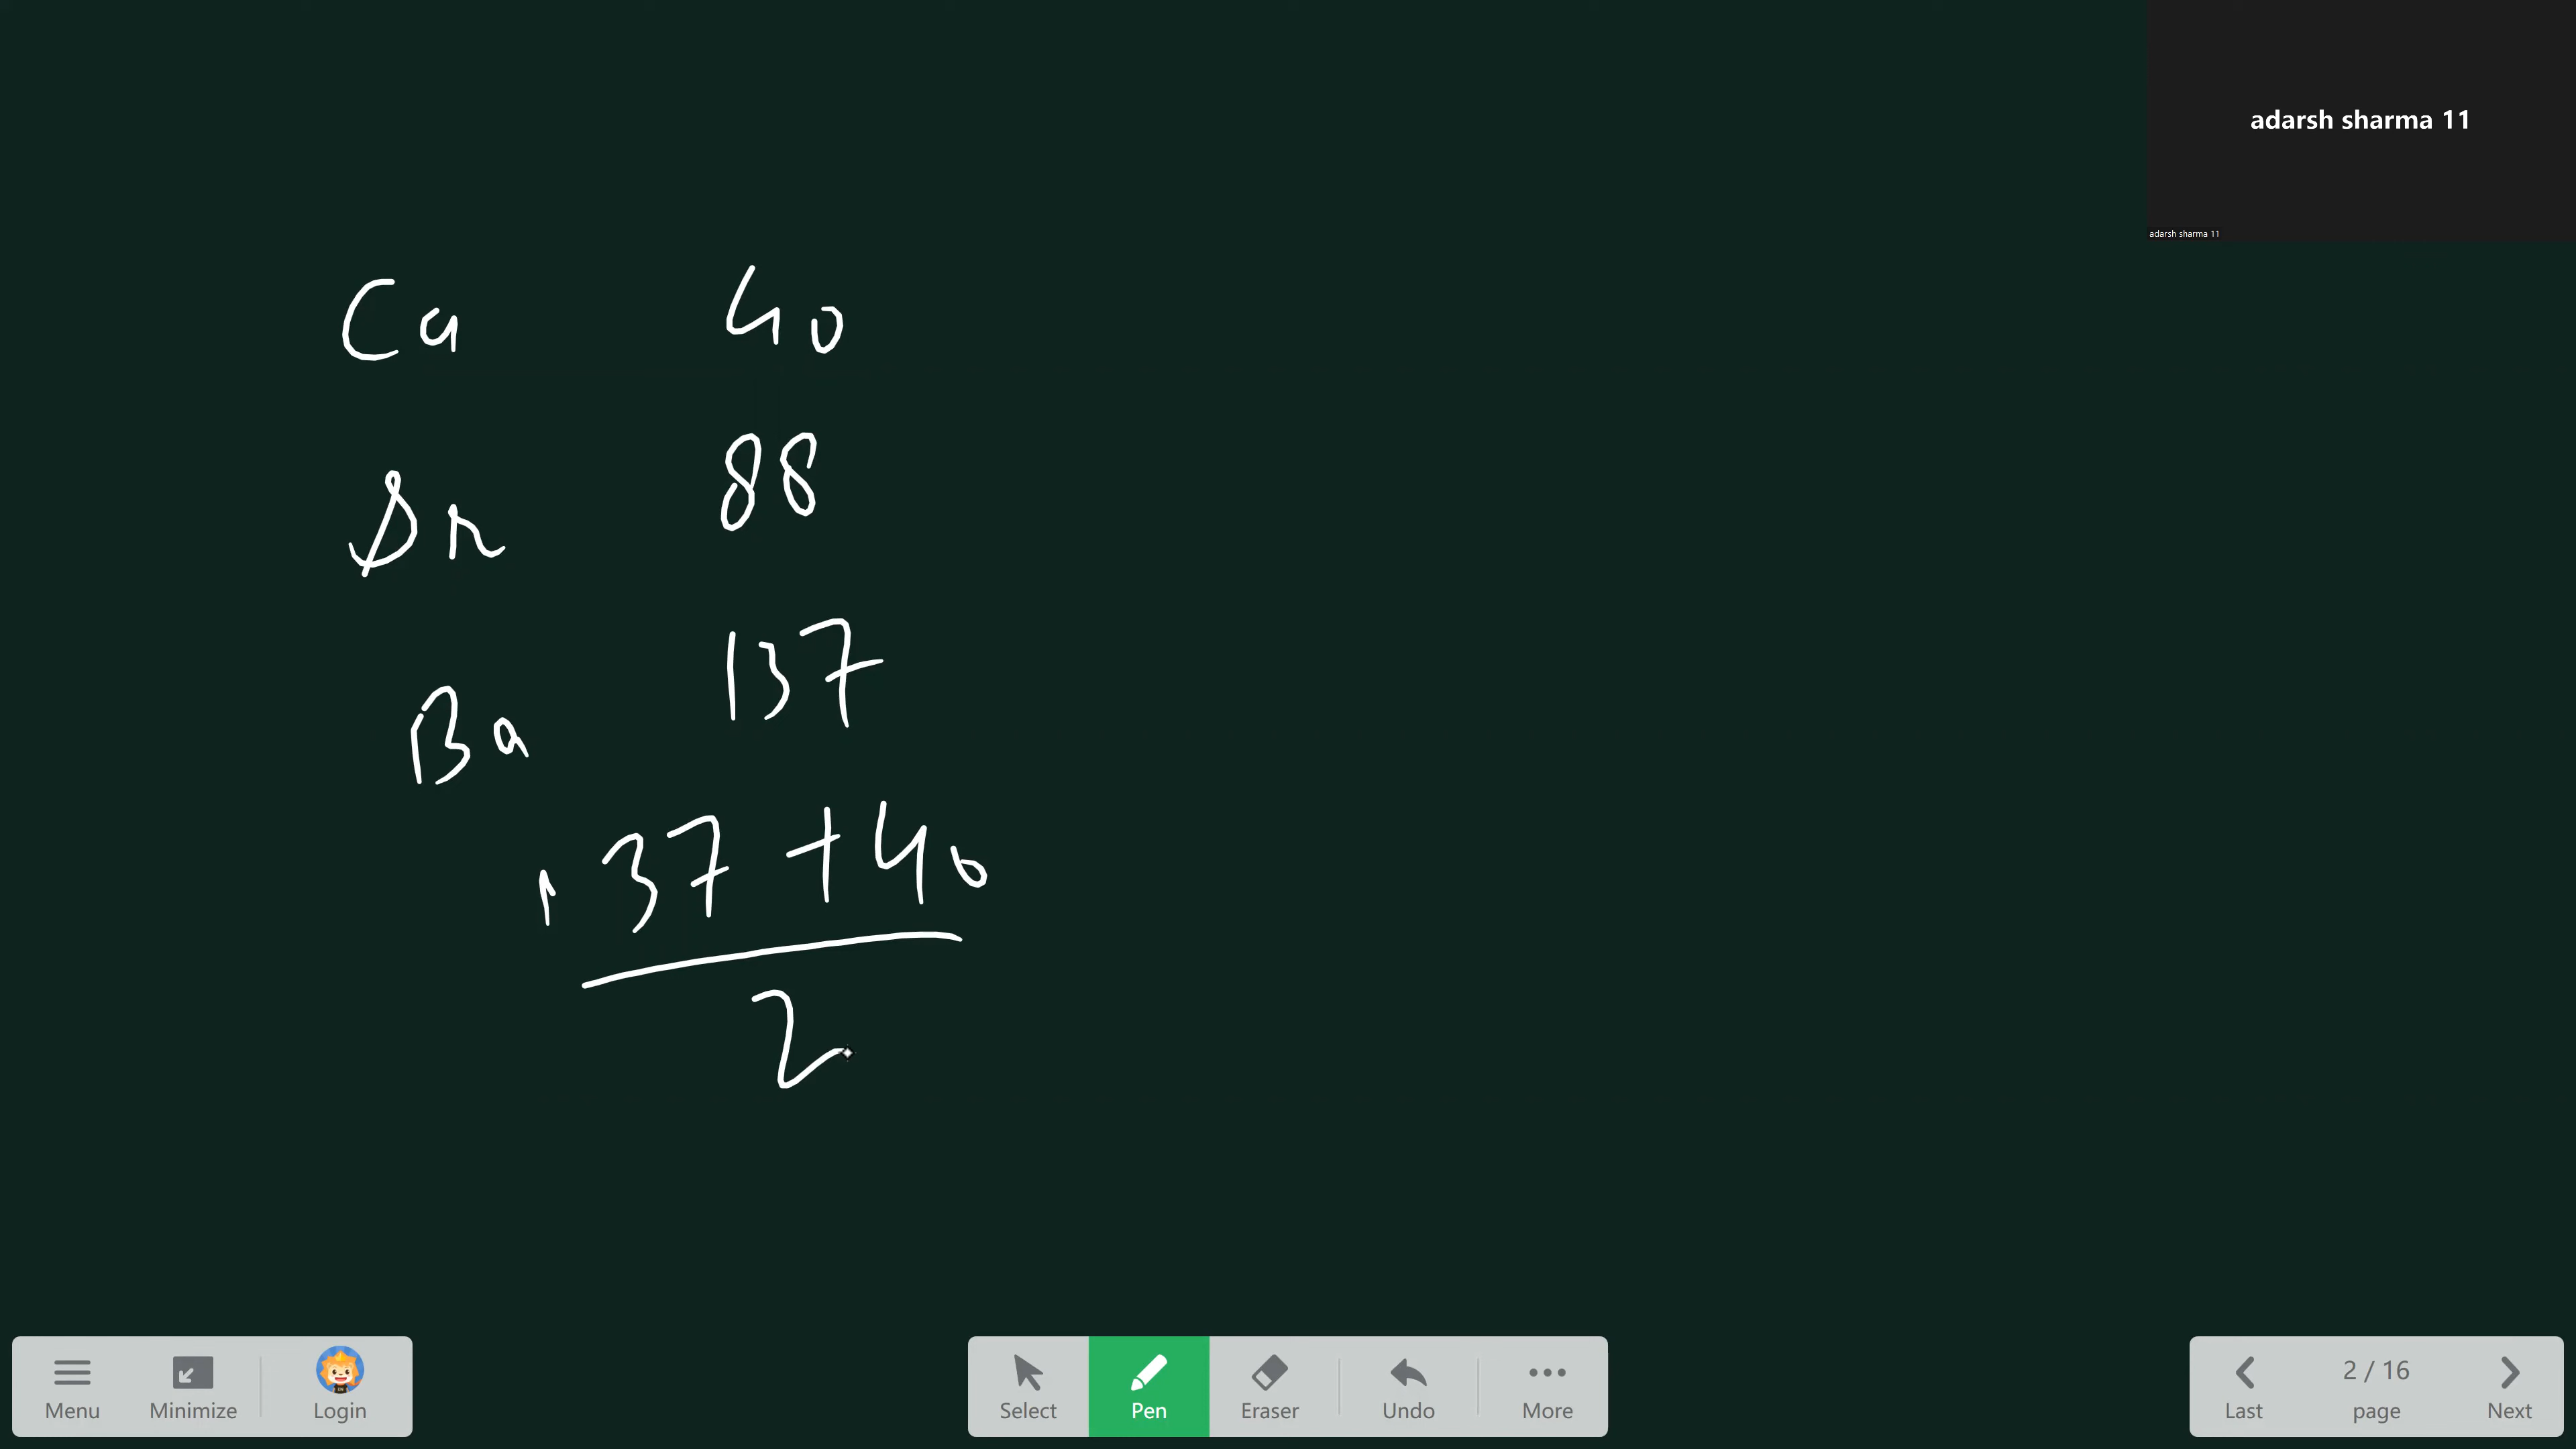 adarsh sharma 11
adarsh sharma 11
Ca 40
Sr 88
Ba 137
137 + 40
2
Menu Minimize Login Select Pen Eraser Undo More Last 2 / 16 page Next